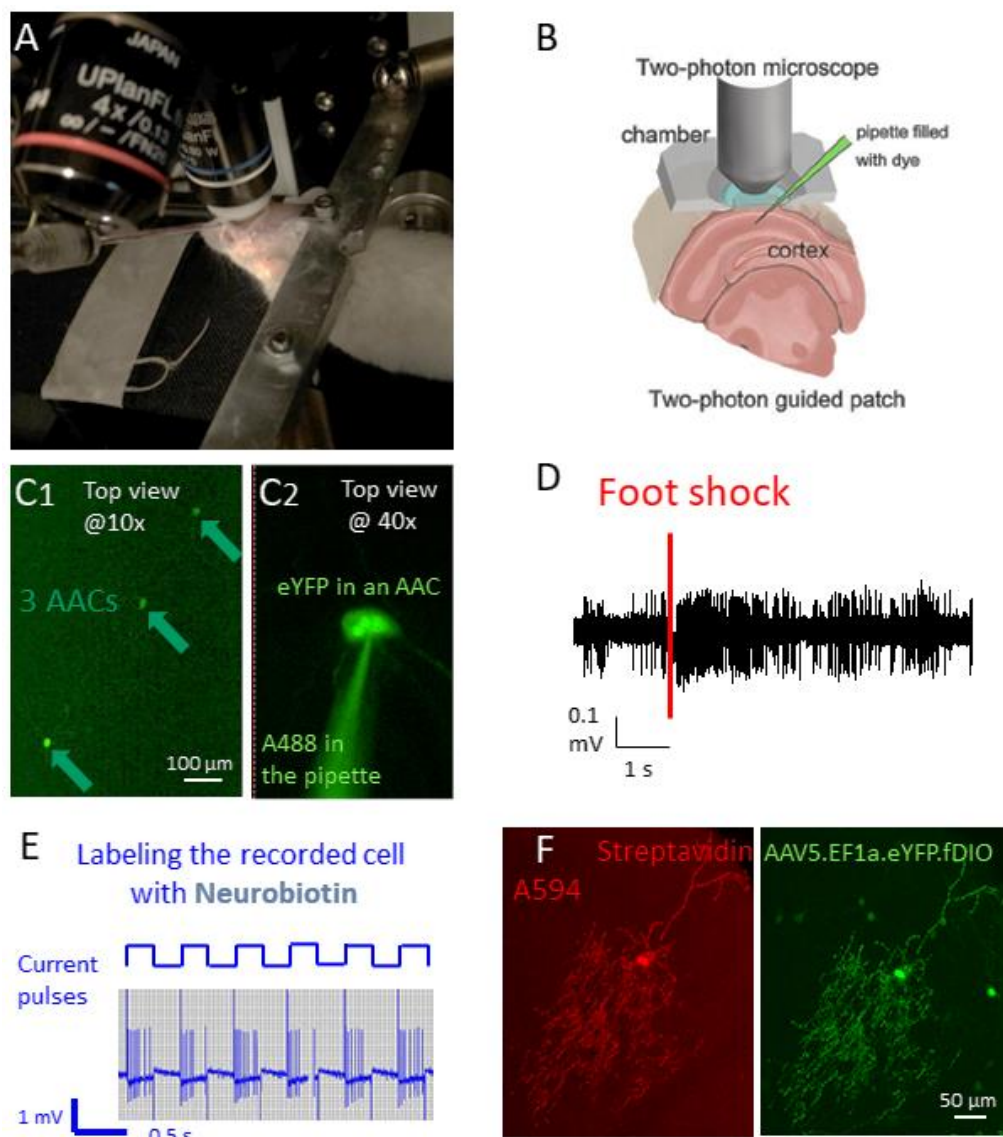 A
JAPAN
UPlanFL
4x/0.13
∞/-/FN26
B
Two-photon microscope
chamber
pipette filled
with dye
cortex
Two-photon guided patch
C1
Top view
@10x
3 AACs
100 µm
C2
Top view
@ 40x
eYFP in an AAC
A488 in
the pipette
D
Foot shock
0.1
mV
1 s
E
Labeling the recorded cell
with Neurobiotin
Current
pulses
1 mV
0.5 s
F
Streptavidin
A594
AAV5.EF1a.eYFP.fDIO
50 µm